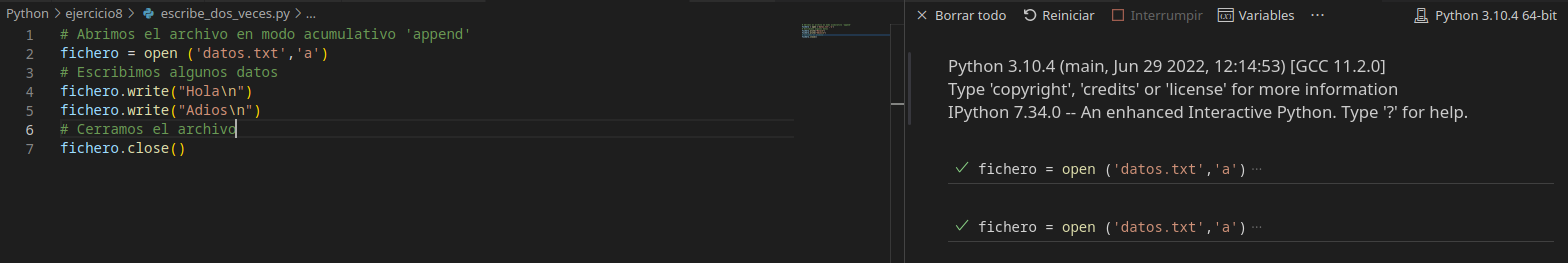 Python > ejercicio8 > escribe_dos_veces.py > ...
1 # Abrimos el archivo en modo acumulativo 'append'
2 fichero = open ('datos.txt','a')
3 # Escribimos algunos datos
4 fichero.write("Hola\n")
5 fichero.write("Adios\n")
6 # Cerramos el archivo
7 fichero.close()
Borrar todo Reiniciar Interrumpir Variables ··· Python 3.10.4 64-bit
Python 3.10.4 (main, Jun 29 2022, 12:14:53) [GCC 11.2.0]
Type 'copyright', 'credits' or 'license' for more information
IPython 7.34.0 -- An enhanced Interactive Python. Type '?' for help.
fichero = open ('datos.txt','a') ···
fichero = open ('datos.txt','a') ···